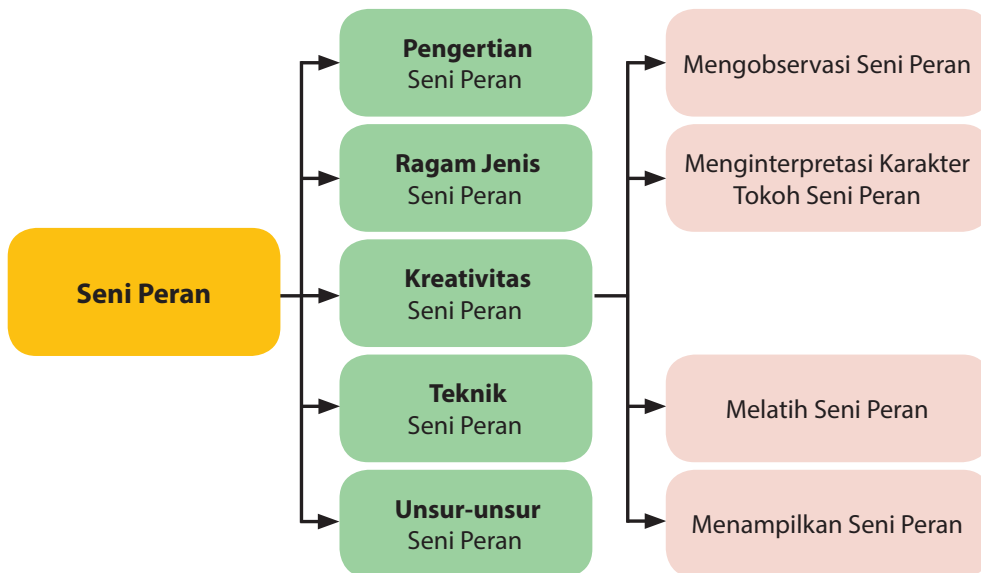 Seni Peran
Pengertian
Seni Peran
Ragam Jenis
Seni Peran
Kreativitas
Seni Peran
Teknik
Seni Peran
Unsur-unsur
Seni Peran
Mengobservasi Seni Peran
Menginterpretasi Karakter
Tokoh Seni Peran
Melatih Seni Peran
Menampilkan Seni Peran